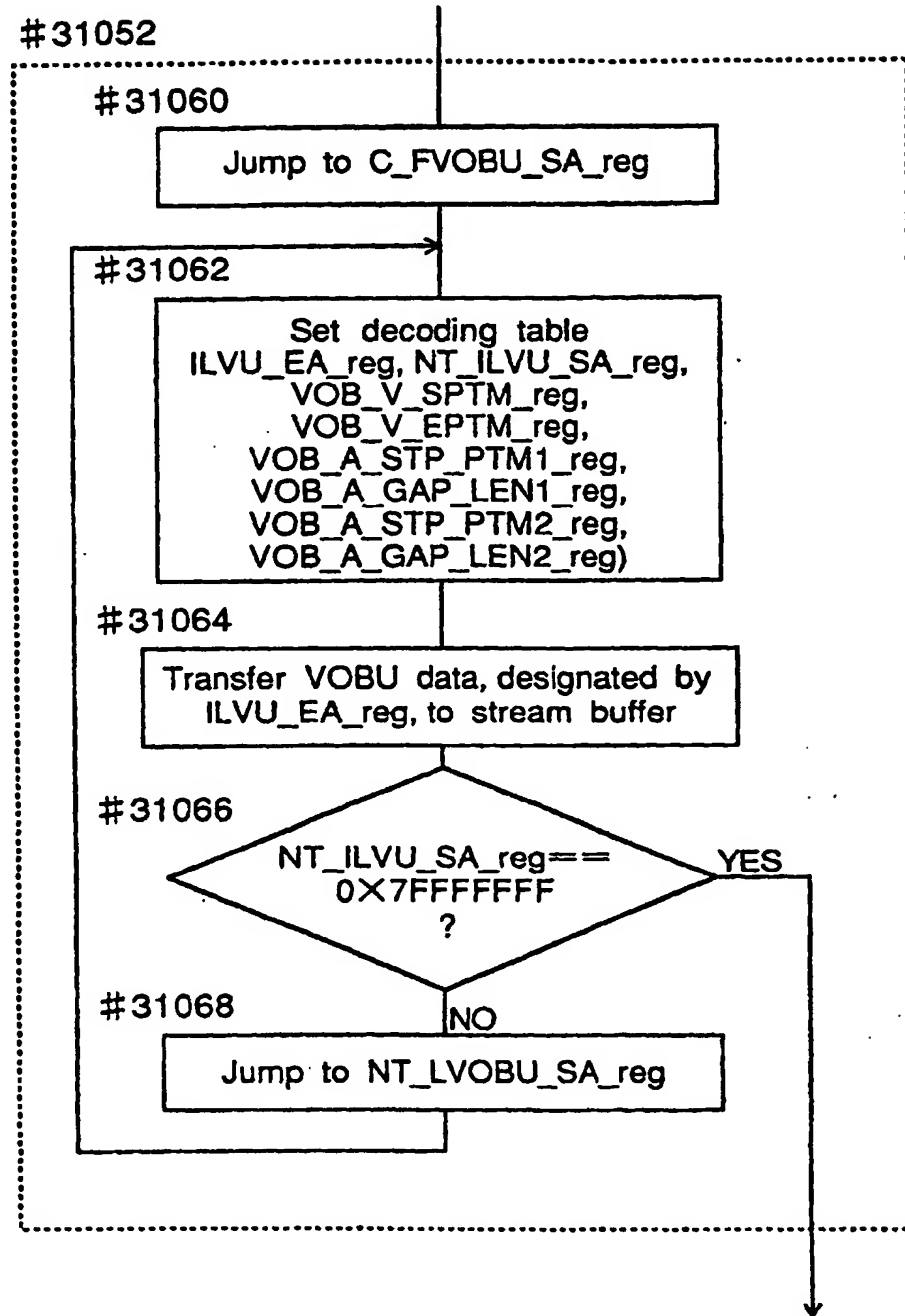 #31052
#31060
Jump to C_FVOBU_SA_reg
#31062
Set decoding table
ILVU_EA_reg, NT_ILVU_SA_reg,
VOB_V_SPTM_reg,
VOB_V_EPTM_reg,
VOB_A_STP_PTM1_reg,
VOB_A_GAP_LEN1_reg,
VOB_A_STP_PTM2_reg,
VOB_A_GAP_LEN2_reg)
#31064
Transfer VOBU data, designated by
ILVU_EA_reg, to stream buffer
#31066
NT_ILVU_SA_reg==
0X7FFFFFFF
?
YES
#31068
NO
Jump to NT_LVOBU_SA_reg